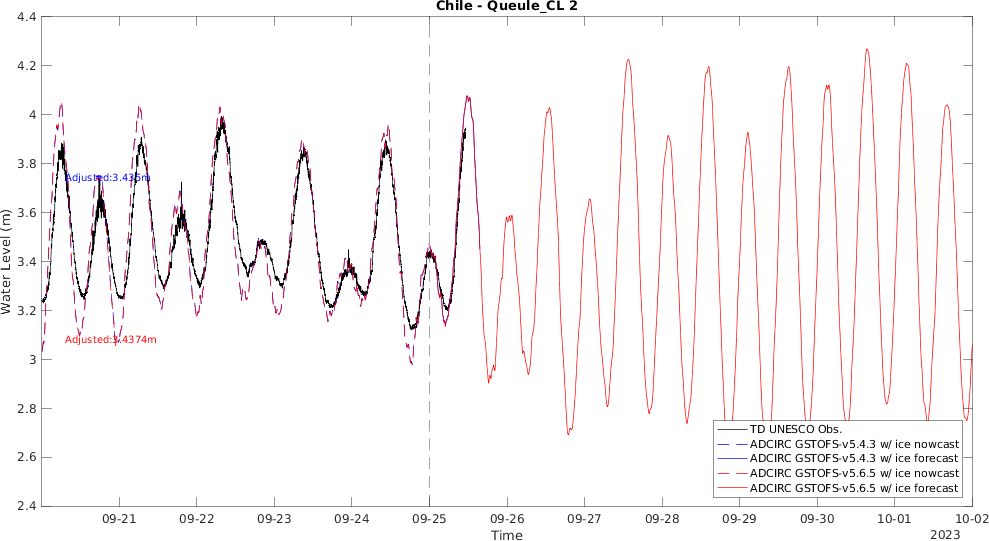 Chile - Queule_CL 2
4.4
4.2
4
3.8
3.6
3.4
3.2
3
2.8
2.6
2.4
Water Level (m)
Adjusted:3.435m
Adjusted:3.4374m
TD UNESCO Obs.
ADCIRC GSTOFS-v5.4.3 w/ ice nowcast
ADCIRC GSTOFS-v5.4.3 w/ ice forecast
ADCIRC GSTOFS-v5.6.5 w/ ice nowcast
ADCIRC GSTOFS-v5.6.5 w/ ice forecast
09-21 09-22 09-23 09-24 09-25 09-26 09-27 09-28 09-29 09-30 10-01 10-02
Time
2023